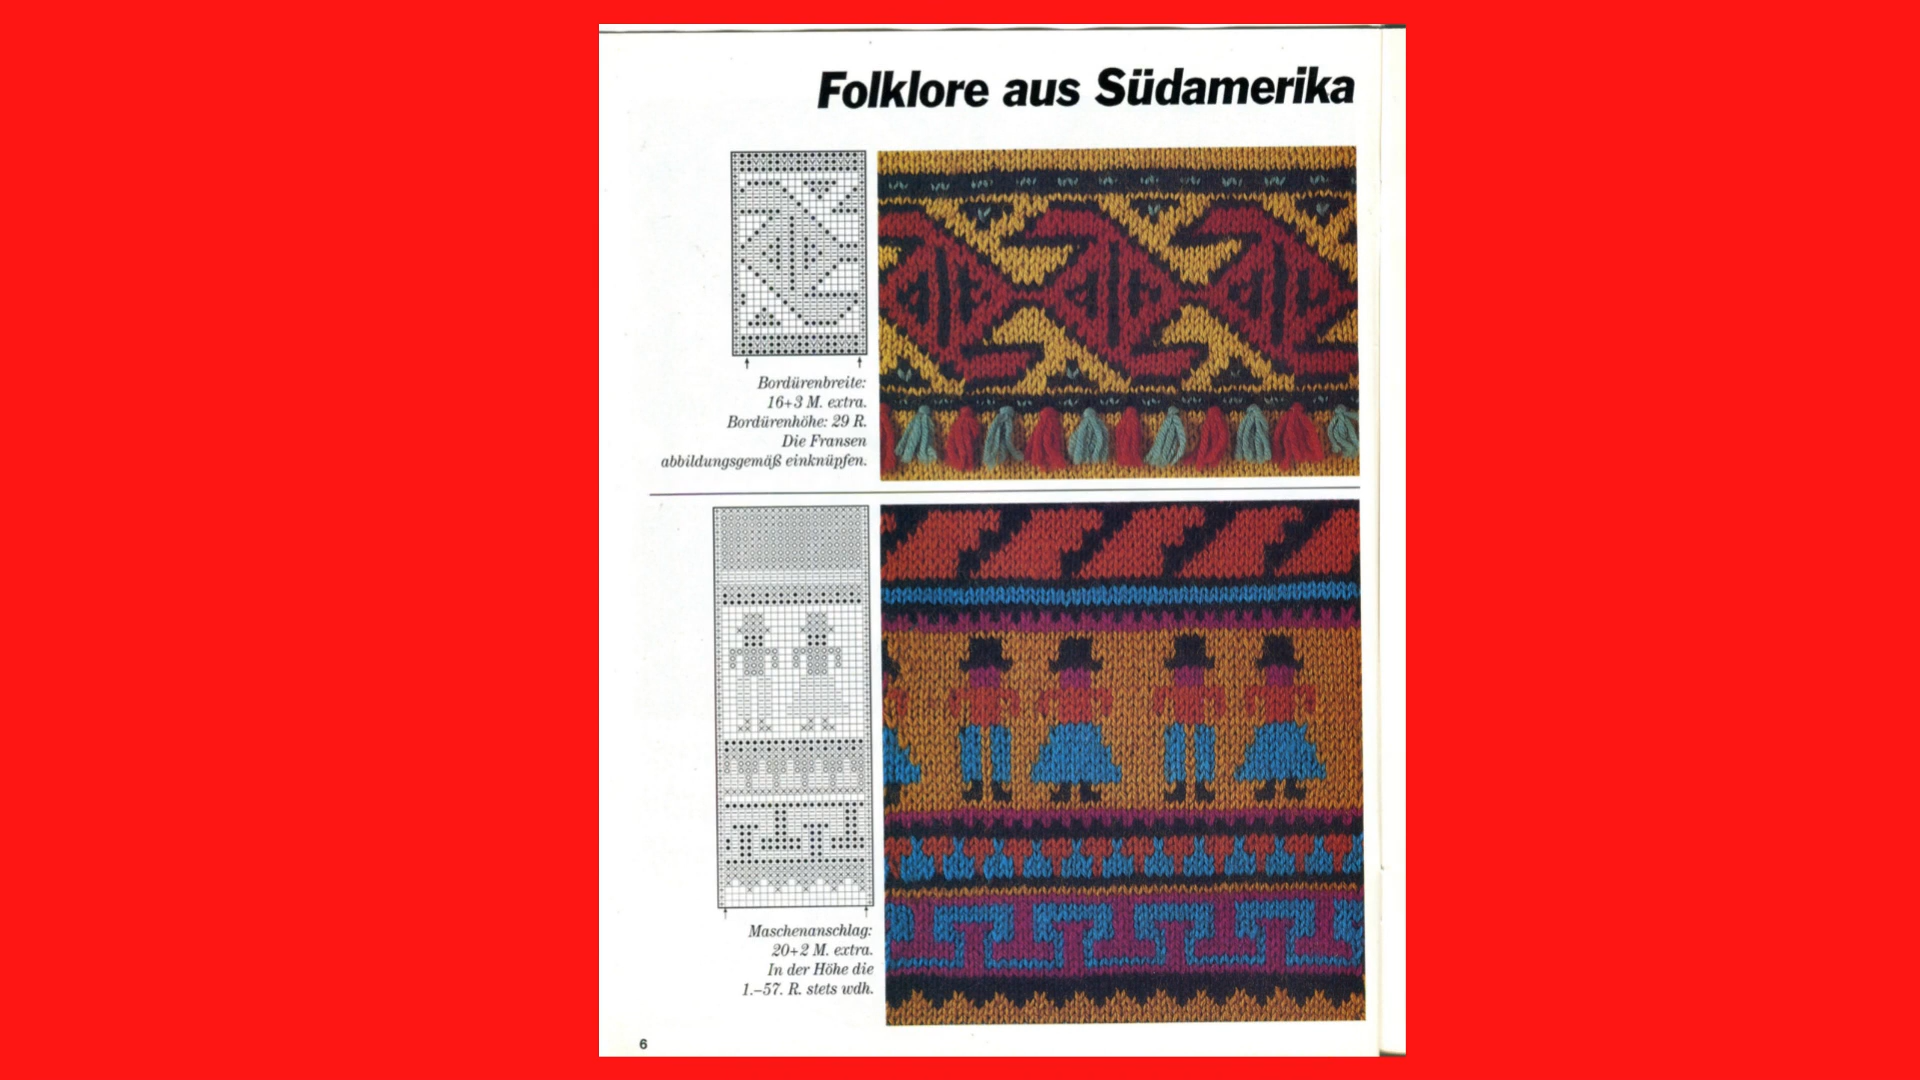 Folklore aus Südamerika
Bordürenbreite:
16+3 M. extra.
Bordürenhöhe: 29 R.
Die Fransen
abbildungsgemäß einknüpfen.
Maschenanschlag:
20+2 M. extra.
In der Höhe die
1.–57. R. stets wdh.
6